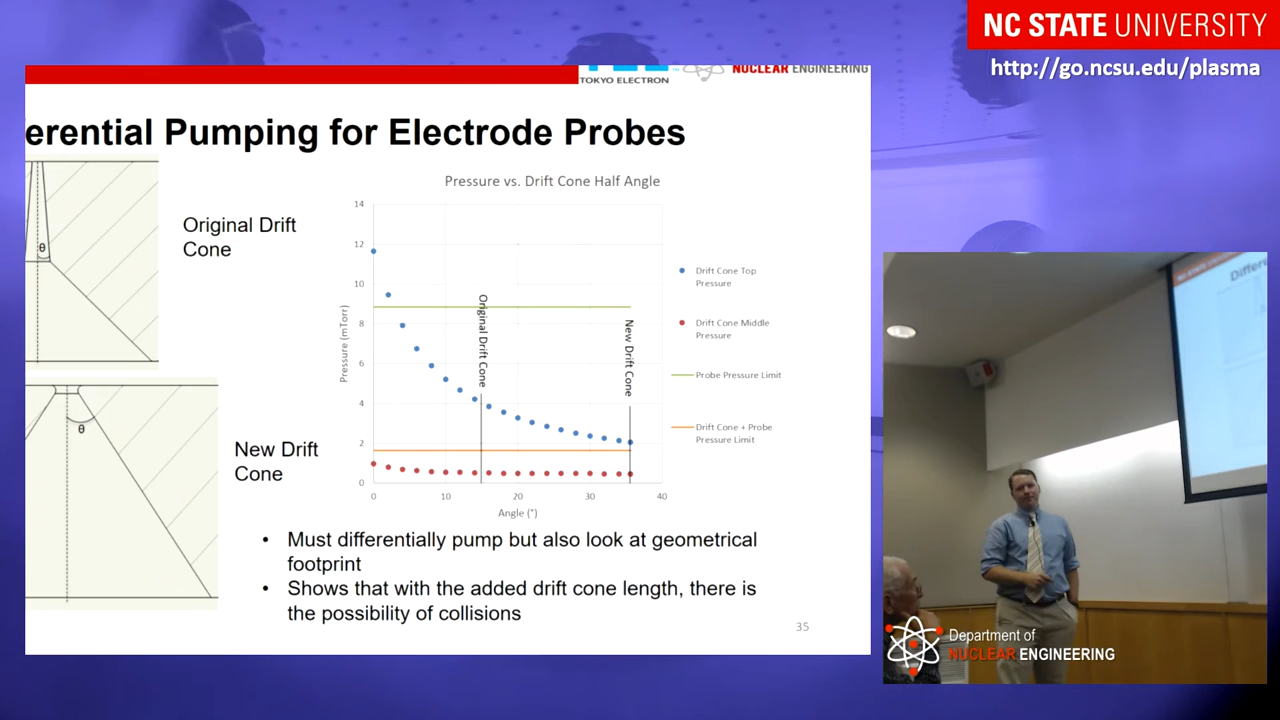 NC STATE UNIVERSITY
http://go.ncsu.edu/plasma
TOKYO ELECTRON
NUCLEAR ENGINEERING
erential Pumping for Electrode Probes
θ
Original Drift
Cone
θ
New Drift
Cone
Pressure vs. Drift Cone Half Angle
14
12
10
8
6
4
2
0
Pressure (mTorr)
0
10
20
30
40
Angle (°)
Original Drift Cone
New Drift Cone
Drift Cone Top
Pressure
Drift Cone Middle
Pressure
Probe Pressure Limit
Drift Cone + Probe
Pressure Limit
• Must differentially pump but also look at geometrical
footprint
• Shows that with the added drift cone length, there is
the possibility of collisions
35
NC STATE
Differe
Department of
NUCLEAR ENGINEERING